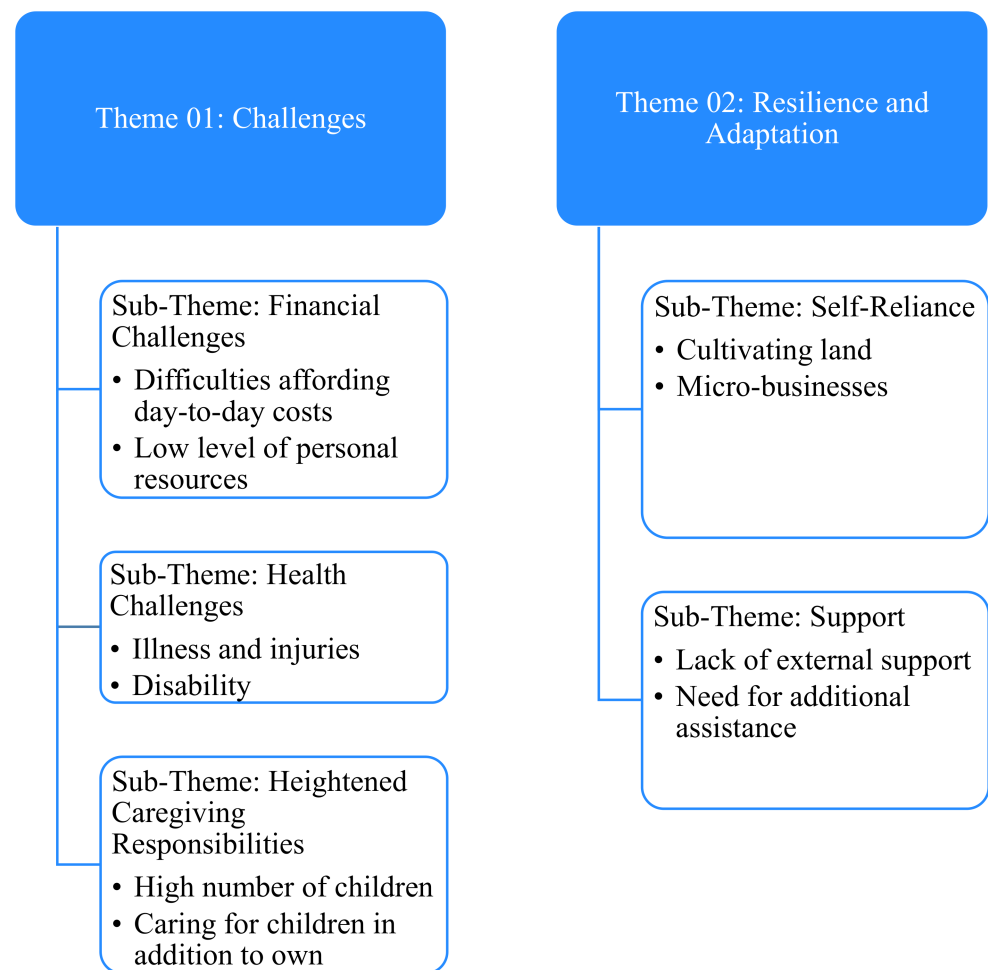 Theme 01: Challenges
Sub-Theme: Financial
Challenges
• Difficulties affording
day-to-day costs
• Low level of personal
resources
Sub-Theme: Health
Challenges
• Illness and injuries
• Disability
Sub-Theme: Heightened
Caregiving
Responsibilities
• High number of children
• Caring for children in
addition to own
Theme 02: Resilience and
Adaptation
Sub-Theme: Self-Reliance
• Cultivating land
• Micro-businesses
Sub-Theme: Support
• Lack of external support
• Need for additional
assistance